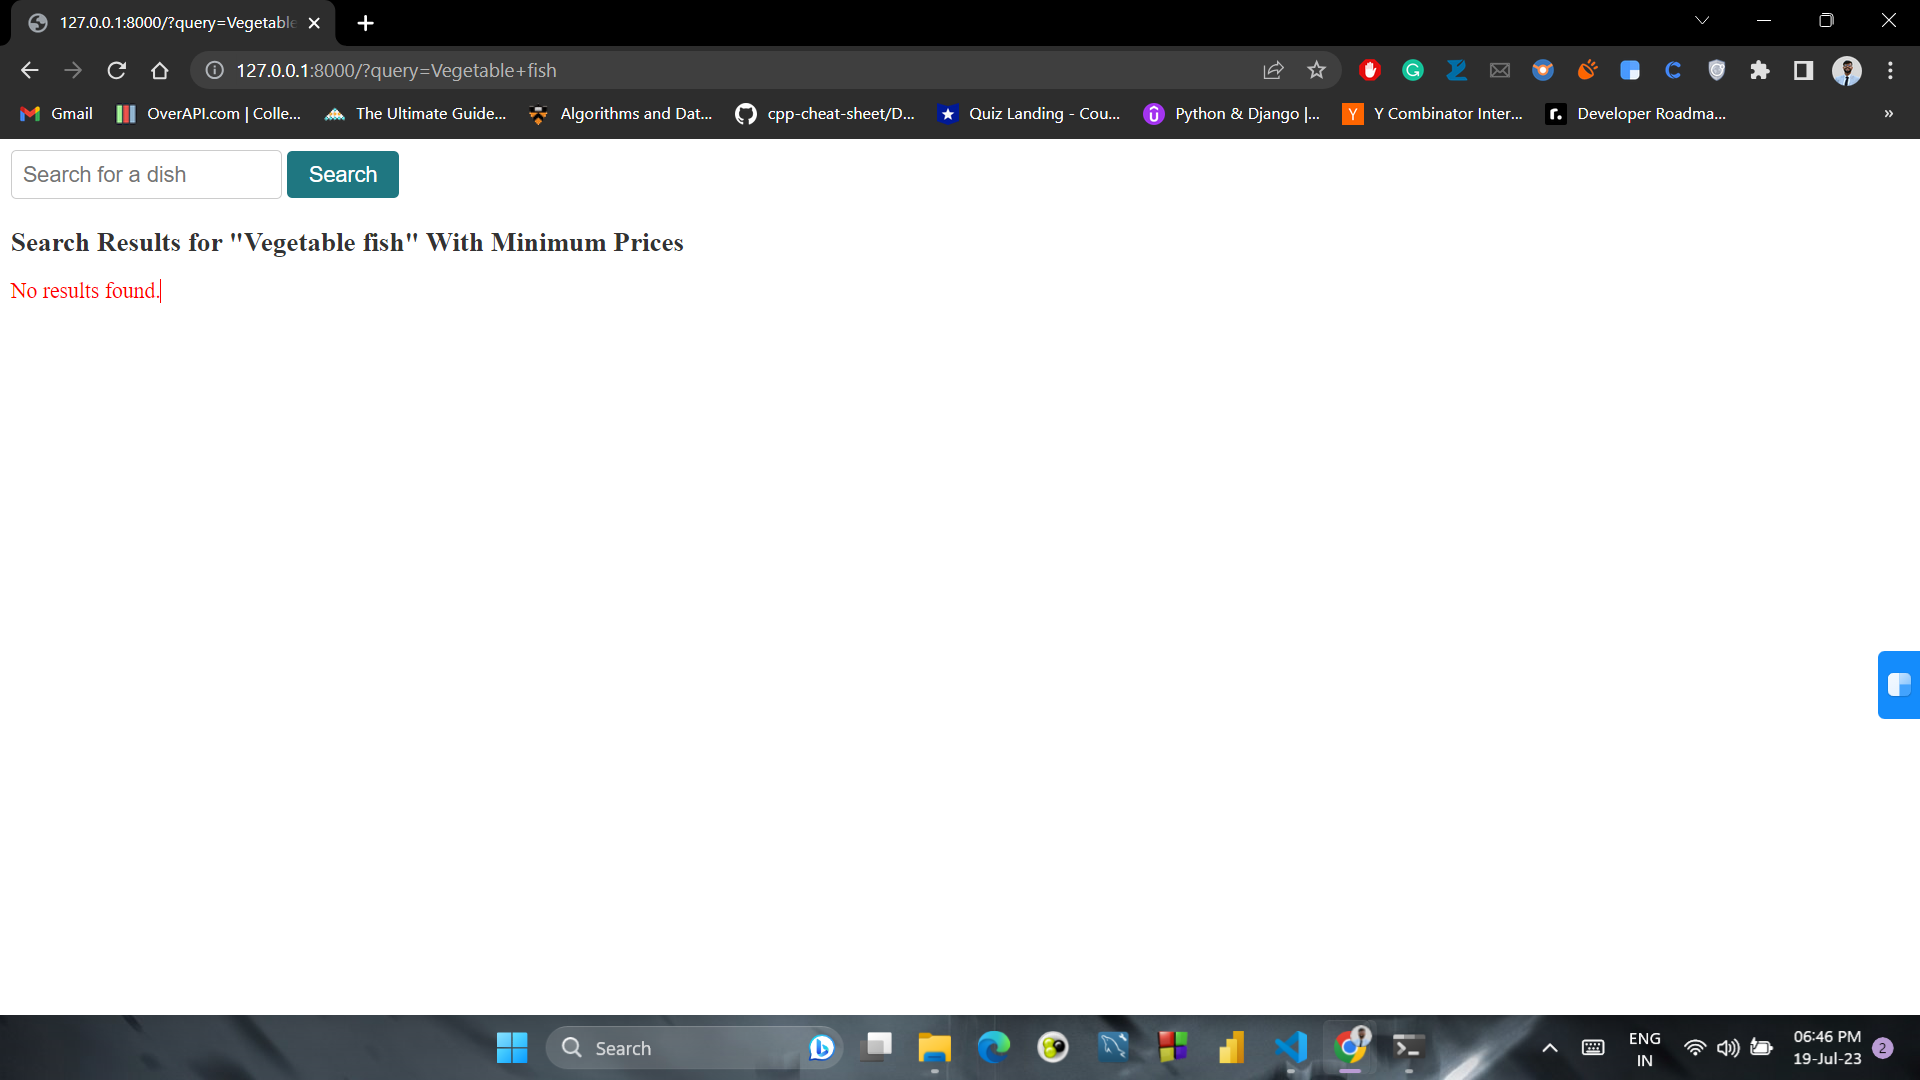 127.0.0.1:8000/?query=Vegetable
127.0.0.1:8000/?query=Vegetable+fish
Gmail
OverAPI.com | Colle...
The Ultimate Guide...
Algorithms and Dat...
cpp-cheat-sheet/D...
Quiz Landing - Cou...
Python & Django |...
Y Combinator Inter...
Developer Roadma...
»
Search for a dish
Search
Search Results for "Vegetable fish" With Minimum Prices
No results found.
Search
ENG
IN
06:46 PM
19-Jul-23
2